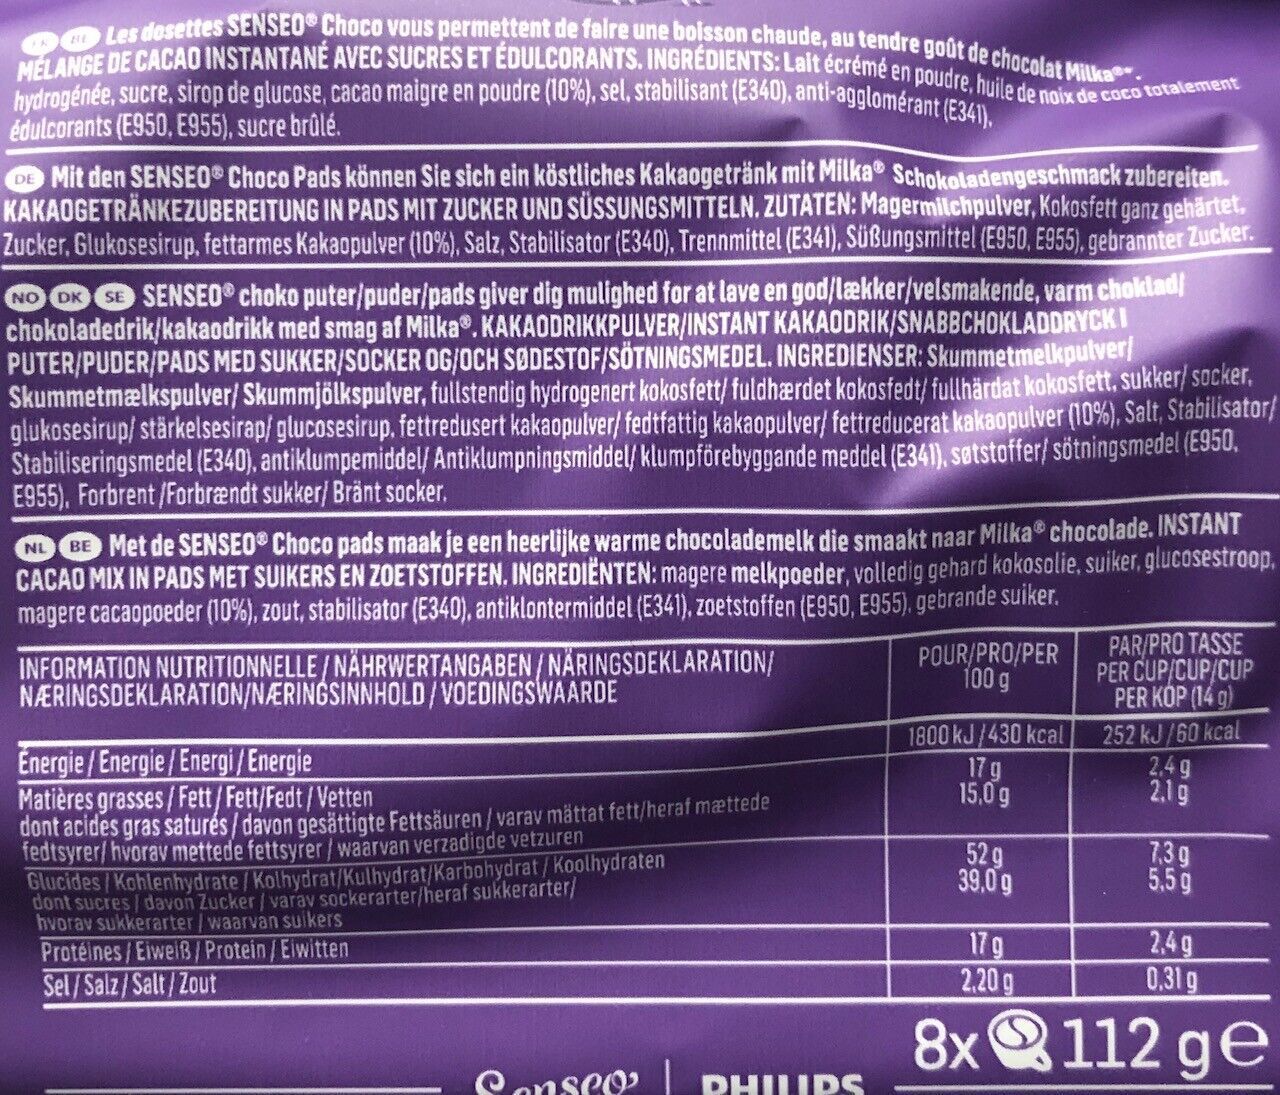 FR BE Les dosettes SENSEO® Choco vous permettent de faire une boisson chaude, au tendre goût de chocolat Milka®.
MÉLANGE DE CACAO INSTANTANÉ AVEC SUCRES ET ÉDULCORANTS. INGRÉDIENTS: Lait écrémé en poudre, huile de noix de coco totalement
hydrogénée, sucre, sirop de glucose, cacao maigre en poudre (10%), sel, stabilisant (E340), anti-agglomérant (E341),
édulcorants (E950, E955), sucre brûlé.
DE Mit den SENSEO® Choco Pads können Sie sich ein köstliches Kakaogetränk mit Milka® Schokoladengeschmack zubereiten.
KAKAOGETRÄNKEZUBEREITUNG IN PADS MIT ZUCKER UND SÜSSUNGSMITTELN. ZUTATEN: Magermilchpulver, Kokosfett ganz gehärtet,
Zucker, Glukosesirup, fettarmes Kakaopulver (10%), Salz, Stabilisator (E340), Trennmittel (E341), Süßungsmittel (E950, E955), gebrannter Zucker.
NO DK SE SENSEO® choko puter/puder/pads giver dig mulighed for at lave en god/lækker/velsmakende, varm choklad/
chokoladedrik/kakaodrikk med smag af Milka®. KAKAODRIKKPULVER/INSTANT KAKAODRIK/SNABBCHOKLADDRYCK I
PUTER/PUDER/PADS MED SUKKER/SOCKER OG/OCH SØDESTOF/SÖTNINGSMEDEL. INGREDIENSER: Skummetmelkpulver/
Skummetmælkspulver/ Skummjölkspulver, fullstendig hydrogenert kokosfett/ fuldhærdet kokosfedt/ fullhärdat kokosfett, sukker/ socker,
glukosesirup/ stärkelsesirap/ glucosesirup, fettredusert kakaopulver/ fedtfattig kakaopulver/ fettreducerat kakaopulver (10%), Salt, Stabilisator/
Stabiliseringsmedel (E340), antiklumpemiddel/ Antiklumpningsmiddel/ klumpförebyggande meddel (E341), søtstoffer/ sötningsmedel (E950,
E955), Forbrent /Forbrændt sukker/ Bränt socker.
NL BE Met de SENSEO® Choco pads maak je een heerlijke warme chocolademelk die smaakt naar Milka® chocolade. INSTANT
CACAO MIX IN PADS MET SUIKERS EN ZOETSTOFFEN. INGREDIËNTEN: magere melkpoeder, volledig gehard kokosolie, suiker, glucosestroop,
magere cacaopoeder (10%), zout, stabilisator (E340), antiklontermiddel (E341), zoetstoffen (E950, E955), gebrande suiker.
INFORMATION NUTRITIONNELLE / NÄHRWERTANGABEN / NÄRINGSDEKLARATION/
NÆRINGSDEKLARATION/NÆRINGSINNHOLD / VOEDINGSWAARDE
POUR/PRO/PER
100 g
PAR/PRO TASSE
PER CUP/CUP/CUP
PER KOP (14 g)
Énergie / Energie / Energi / Energie 1800 kJ /430 kcal 252 kJ /60 kcal
Matières grasses / Fett / Fett/Fedt / Vetten 17 g 2,4 g
dont acides gras saturés / davon gesättigte Fettsäuren / varav mättat fett/heraf mættede 15,0 g 2,1 g
fedtsyrer/ hvorav mettede fettsyrer / waarvan verzadigde vetzuren
Glucides / Kohlenhydrate / Kolhydrat/Kulhydrat/Karbohydrat / Koolhydraten 52 g 7,3 g
dont sucres / davon Zucker / varav sockerarter/heraf sukkerarter/ 39,0 g 5,5 g
hvorav sukkerarter / waarvan suikers
Protéines / Eiweiß / Protein / Eiwitten 17 g 2,4 g
Sel / Salz / Salt / Zout 2,20 g 0,31 g
8x 112 g e
Senseo PHILIPS